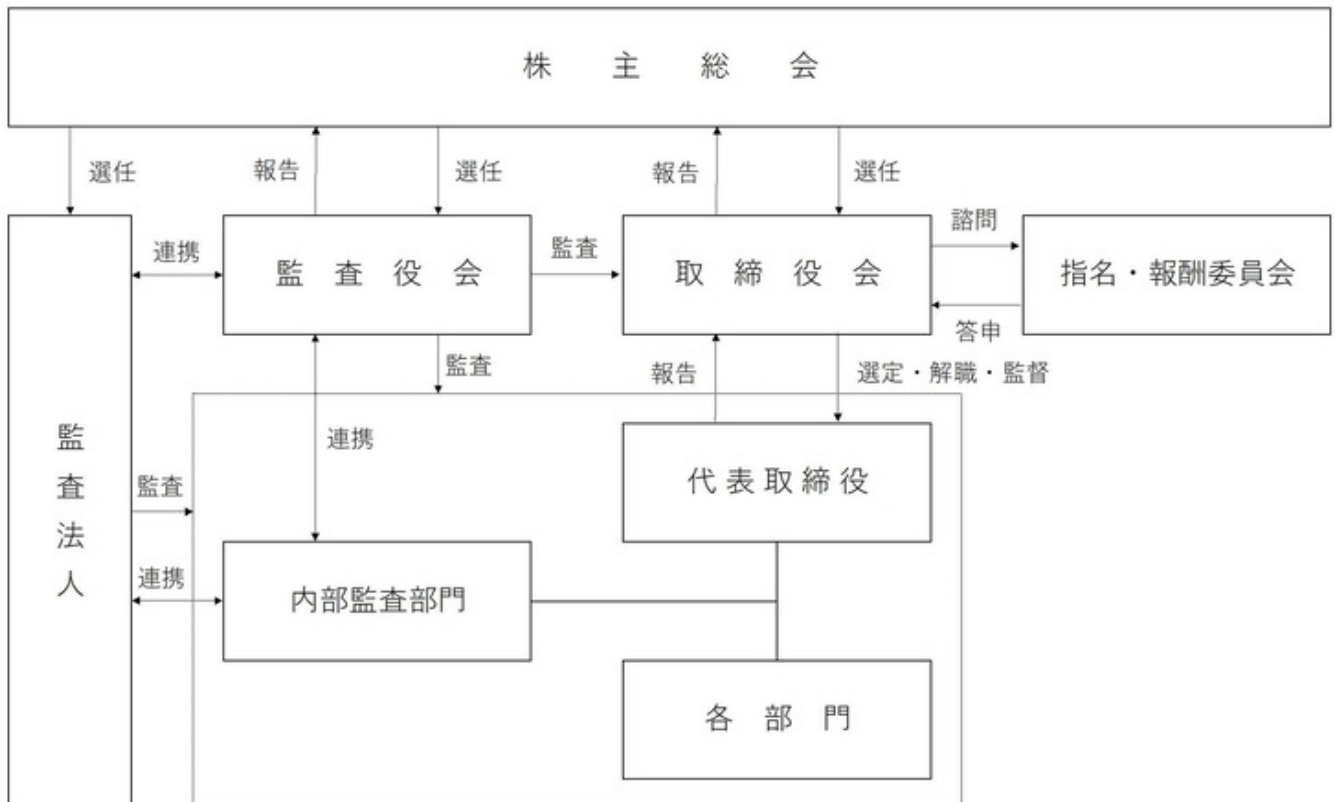 株主総会
選任
報告
選任
報告
選任
連携
監査役会
監査
取締役会
諮問
指名・報酬委員会
答申
監査
報告
選定・解職・監督
監査法人
連携
代表取締役
監査
連携
内部監査部門
各部門